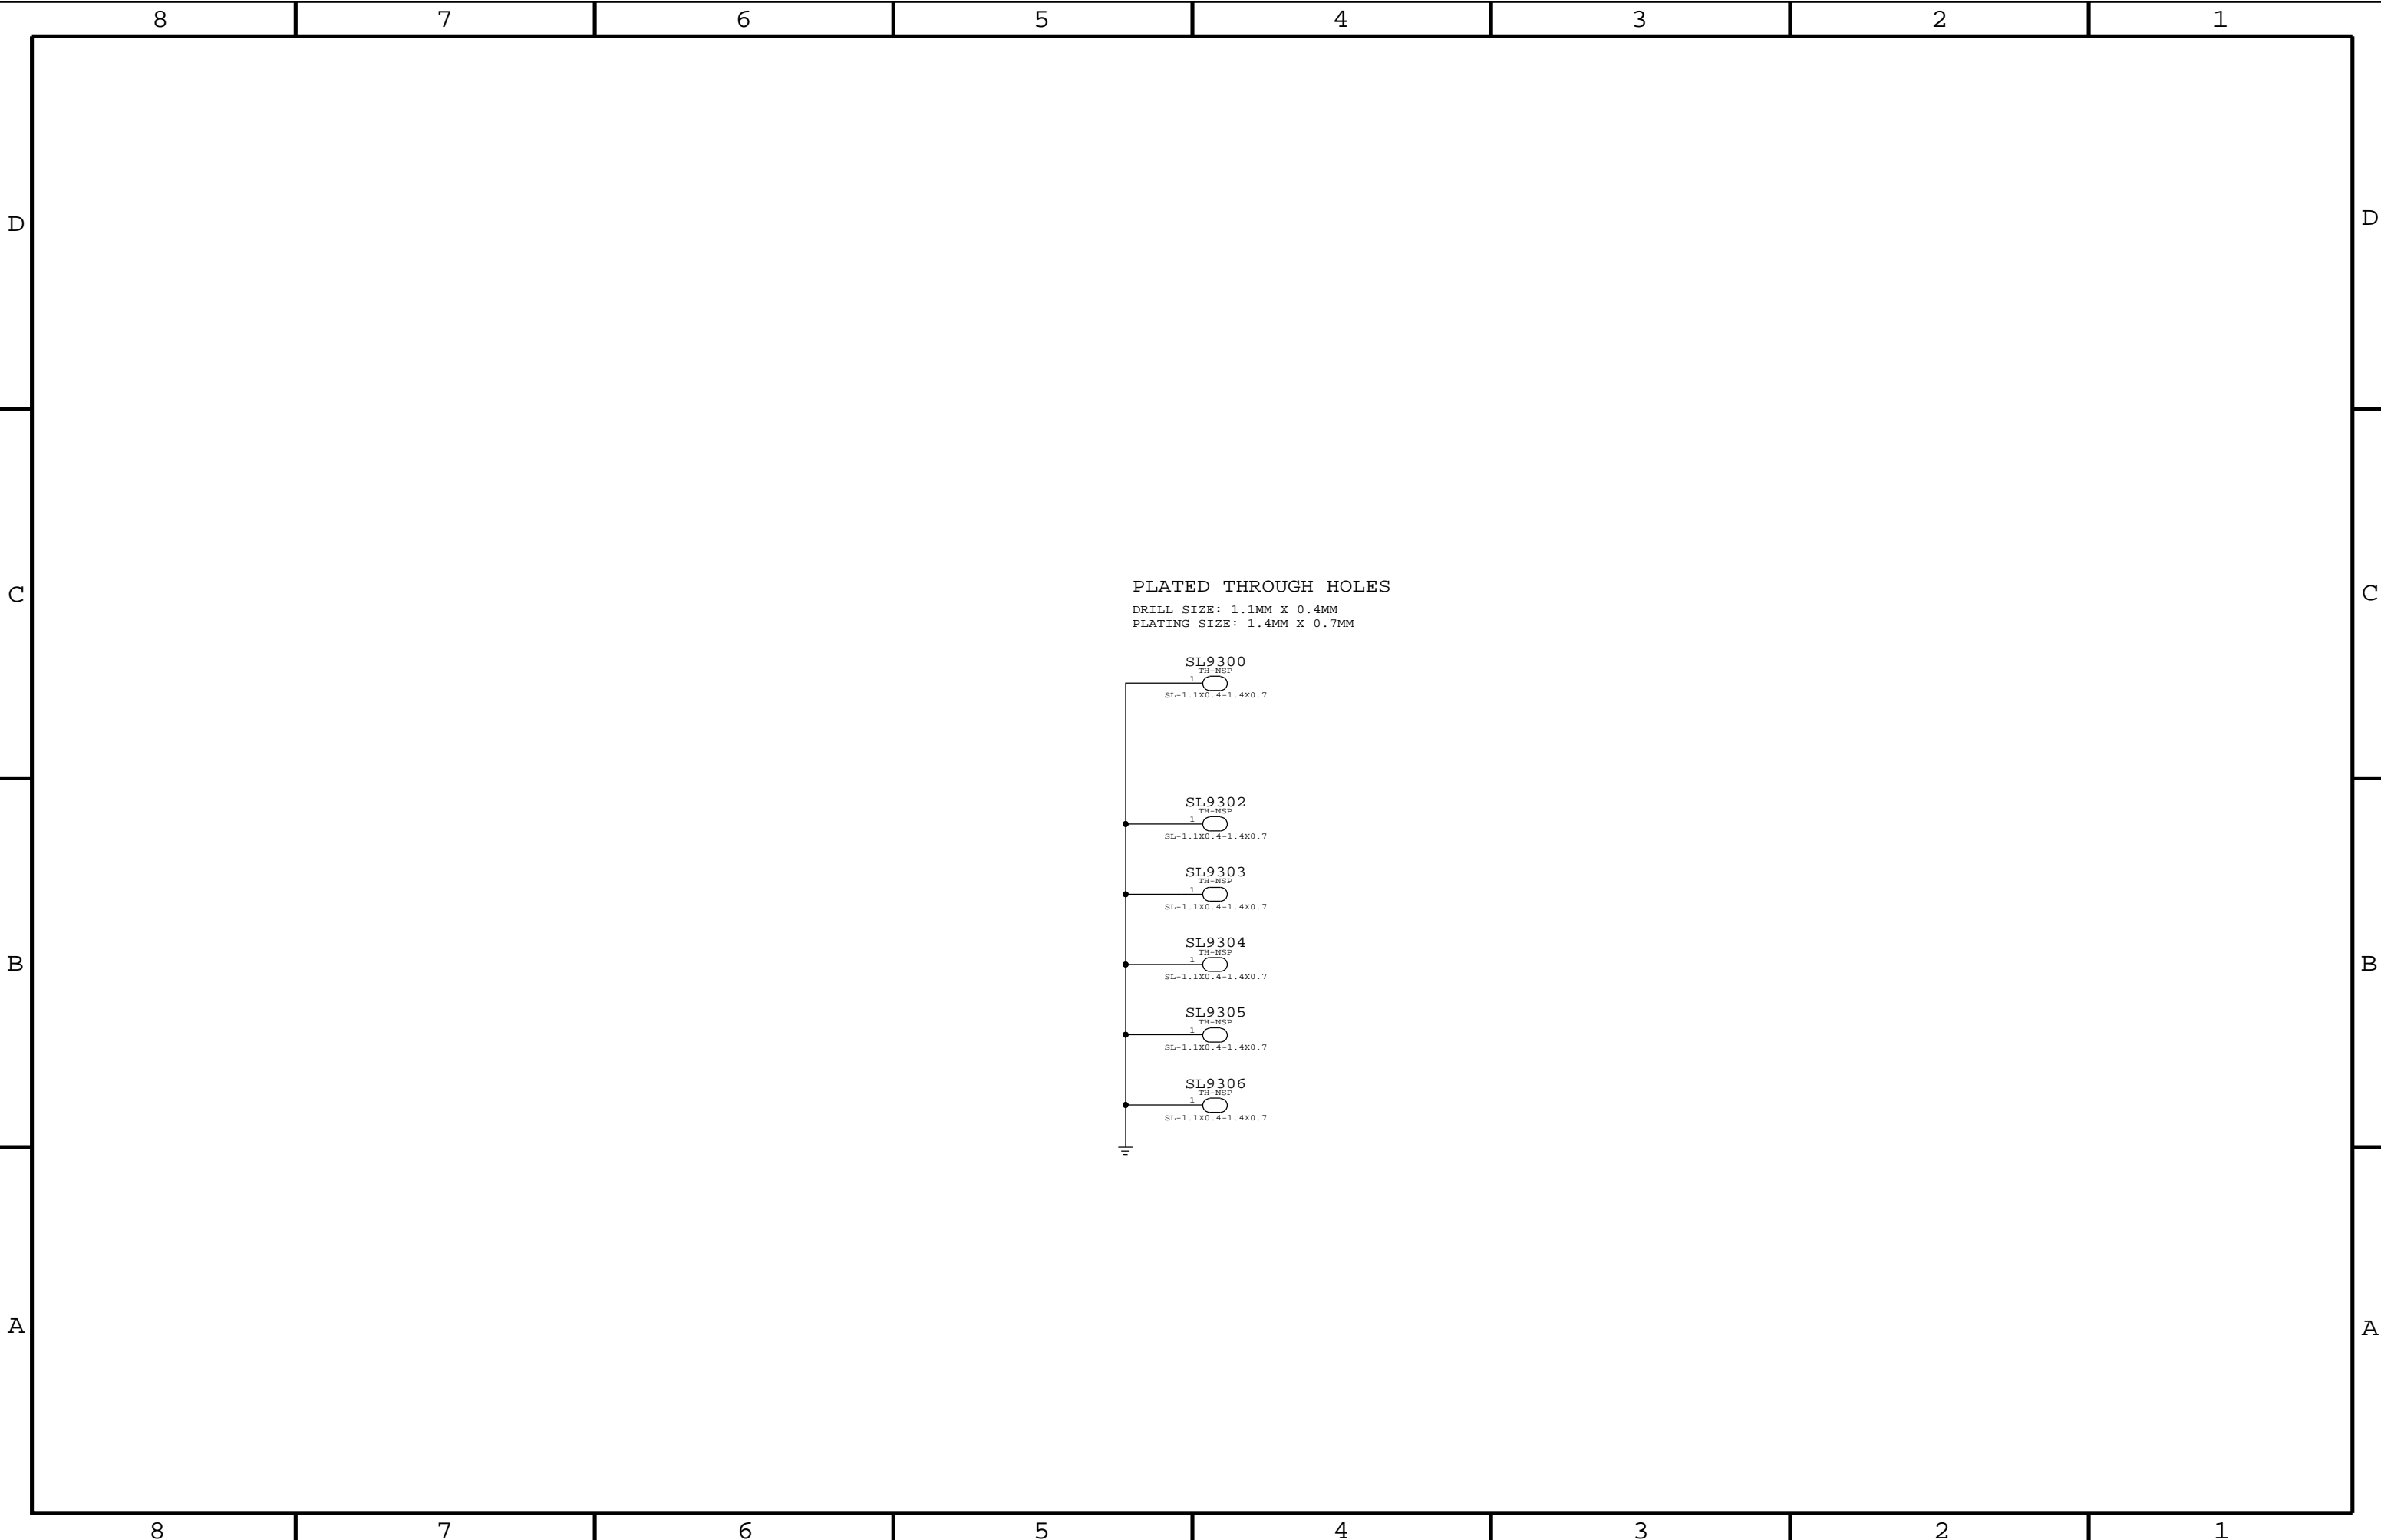 8 7 6 5 4 3 2 1
D D
C C
PLATED THROUGH HOLES
DRILL SIZE: 1.1MM X 0.4MM
PLATING SIZE: 1.4MM X 0.7MM
SL9300
TH-NSP
1
SL-1.1X0.4-1.4X0.7
SL9302
TH-NSP
1
SL-1.1X0.4-1.4X0.7
SL9303
TH-NSP
1
SL-1.1X0.4-1.4X0.7
B B
SL9304
TH-NSP
1
SL-1.1X0.4-1.4X0.7
SL9305
TH-NSP
1
SL-1.1X0.4-1.4X0.7
SL9306
TH-NSP
1
SL-1.1X0.4-1.4X0.7
A A
8 7 6 5 4 3 2 1